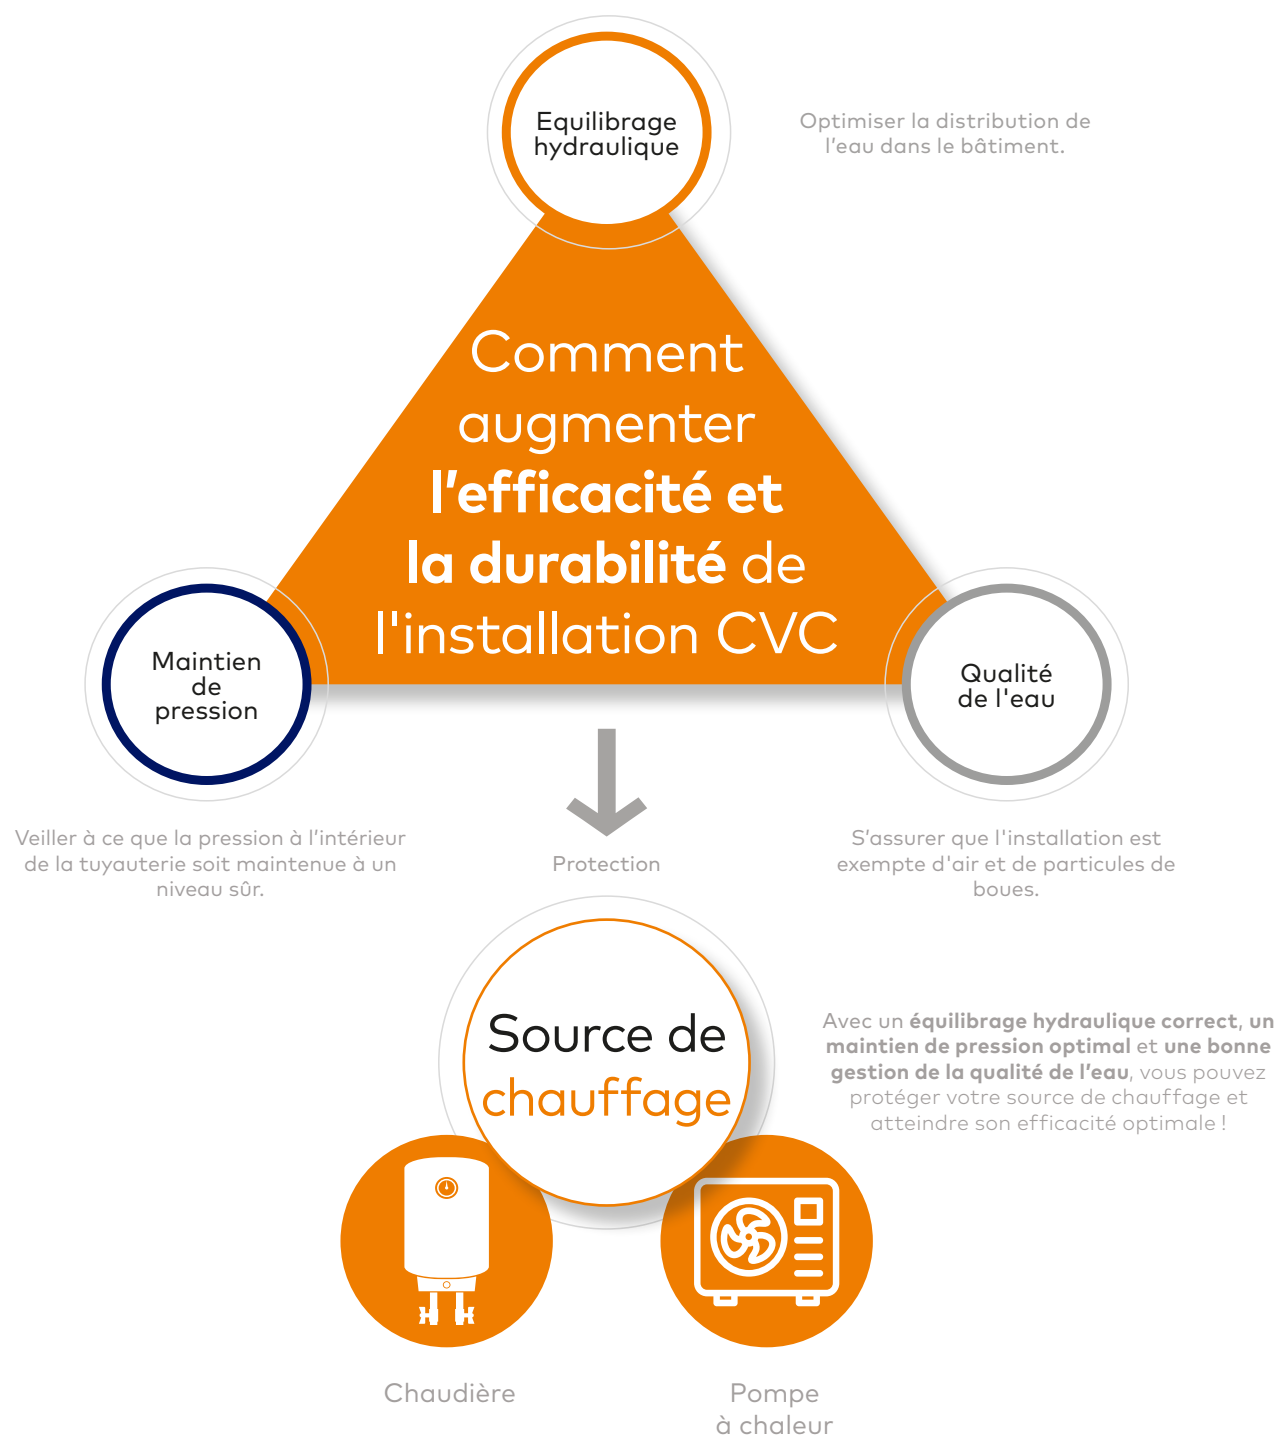 Equilibrage
hydraulique
Optimiser la distribution de
l’eau dans le bâtiment.
Comment
augmenter
l’efficacité et
la durabilité de
l'installation CVC
Maintien
de
pression
Qualité
de l'eau
Veiller à ce que la pression à l’intérieur
de la tuyauterie soit maintenue à un
niveau sûr.
Protection
S’assurer que l'installation est
exempte d'air et de particules de
boues.
Source de
chauffage
Avec un équilibrage hydraulique correct, un
maintien de pression optimal et une bonne
gestion de la qualité de l’eau, vous pouvez
protéger votre source de chauffage et
atteindre son efficacité optimale !
Chaudière
Pompe
à chaleur